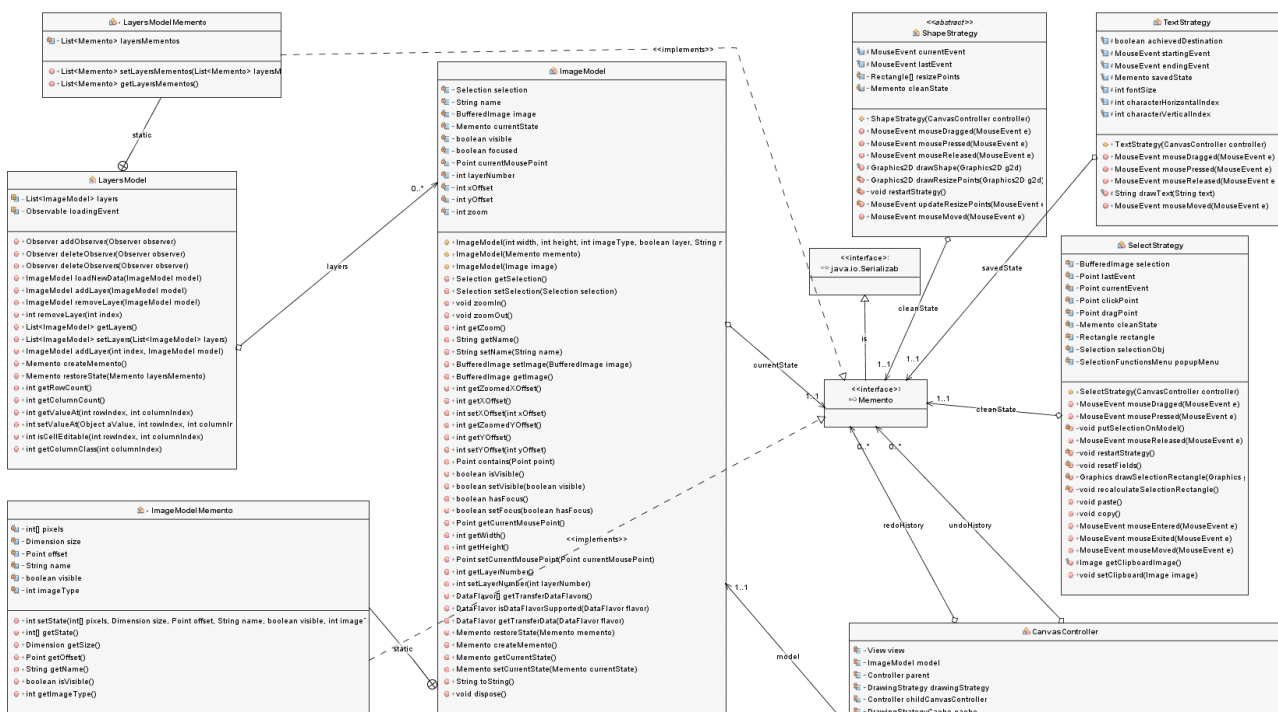 - LayersModelMemento
- List<Memento> layersMementos
+ List<Memento> setLayersMementos(List<Memento> layersM
+ List<Memento> getLayersMementos()
static
LayersModel
- List<ImageModel> layers
- Observable loadingEvent
+ Observer addObserver(Observer observer)
+ Observer deleteObserver(Observer observer)
+ Observer deleteObservers(Observer observer)
+ ImageModel loadNewData(ImageModel model)
+ ImageModel addLayer(ImageModel model)
+ ImageModel removeLayer(ImageModel model)
+ int removeLayer(int index)
+ List<ImageModel> getLayers()
+ List<ImageModel> setLayers(List<ImageModel> layers)
+ ImageModel addLayer(int index, ImageModel model)
+ Memento createMemento()
+ Memento restoreState(Memento layersMemento)
+ int getRowCount()
+ int getColumnCount()
+ int getValueAt(int rowIndex, int columnIndex)
+ int setValueAt(Object aValue, int rowIndex, int columnIr
+ int isCellEditable(int rowIndex, int columnIndex)
+ int getColumnClass(int columnIndex)
- ImageModelMemento
- int[] pixels
- Dimension size
- Point offset
- String name
- boolean visible
- int imageType
+ int setState(int[] pixels, Dimension size, Point offset, String name, boolean visible, int image
+ int[] getState()
+ Dimension getSize()
+ Point getOffset()
+ String getName()
+ boolean isVisible()
+ int getImageType()
0..*
layers
static
<<implements>>
ImageModel
- Selection selection
- String name
- BufferedImage image
- Memento currentState
- boolean visible
- boolean focused
- Point currentMousePoint
- int layerNumber
- int xOffset
- int yOffset
- int zoom
+ ImageModel(int width, int height, int imageType, boolean layer, String r
+ ImageModel(Memento memento)
+ ImageModel(Image image)
+ Selection getSelection()
+ Selection setSelection(Selection selection)
+ void zoomIn()
+ void zoomOut()
+ int getZoom()
+ String getName()
+ String setName(String name)
+ BufferedImage setImage(BufferedImage image)
+ BufferedImage getImage()
+ int getZoomedXOffset()
+ int getXOffset()
+ int setXOffset(int xOffset)
+ int getZoomedYOffset()
+ int getYOffset()
+ int setYOffset(int yOffset)
+ Point contains(Point point)
+ boolean isVisible()
+ boolean setVisible(boolean visible)
+ boolean hasFocus()
+ boolean setFocus(boolean hasFocus)
+ Point getCurrentMousePoint()
+ int getWidth()
+ int getHeight()
<<implements>>
+ Point setCurrentMousePoint(Point currentMousePoint)
+ int getLayerNumber()
+ int setLayerNumber(int layerNumber)
+ DataFlavor[] getTransferDataFlavors()
+ DataFlavor isDataFlavorSupported(DataFlavor flavor)
+ DataFlavor getTransferData(DataFlavor flavor)
+ Memento restoreState(Memento memento)
+ Memento createMemento()
+ Memento getCurrentState()
+ Memento setCurrentState(Memento currentState)
+ String toString()
+ void dispose()
<<abstract>>
ShapeStrategy
# MouseEvent currentEvent
# MouseEvent lastEvent
- Rectangle[] resizePoints
- Memento cleanState
+ ShapeStrategy(CanvasController controller)
+ MouseEvent mouseDragged(MouseEvent e)
+ MouseEvent mousePressed(MouseEvent e)
+ MouseEvent mouseReleased(MouseEvent e)
# Graphics2D drawShape(Graphics2D g2d)
- Graphics2D drawResizePoints(Graphics2D g2d)
- void restartStrategy()
- MouseEvent updateResizePoints(MouseEvent e
+ MouseEvent mouseMoved(MouseEvent e)
TextStrategy
# boolean achievedDestination
# MouseEvent startingEvent
# MouseEvent endingEvent
# Memento savedState
# int fontSize
# int characterHorizontalIndex
# int characterVerticalIndex
+ TextStrategy(CanvasController controller)
+ MouseEvent mouseDragged(MouseEvent e)
+ MouseEvent mousePressed(MouseEvent e)
+ MouseEvent mouseReleased(MouseEvent e
# String drawText(String text)
+ MouseEvent mouseMoved(MouseEvent e)
<<interface>>:
java.io.Serializab
savedState
cleanState
is
currentState
1..1
1..1
1..1
1..1
<<interface>>:
Memento
cleanState
0..*
0..*
redoHistory
undoHistory
1..1
model
SelectStrategy
- BufferedImage selection
- Point lastEvent
- Point currentEvent
- Point clickPoint
- Point dragPoint
- Memento cleanState
- Rectangle rectangle
- Selection selectionObj
- SelectionFunctionsMenu popupMenu
+ SelectStrategy(CanvasController controller)
+ MouseEvent mouseDragged(MouseEvent e)
+ MouseEvent mousePressed(MouseEvent e)
- void putSelectionOnModel()
+ MouseEvent mouseReleased(MouseEvent e)
- void restartStrategy()
- void resetFields()
- Graphics drawSelectionRectangle(Graphics g
- void recalculateSelectionRectangle()
+ void paste()
+ void copy()
+ MouseEvent mouseEntered(MouseEvent e)
+ MouseEvent mouseExited(MouseEvent e)
+ MouseEvent mouseMoved(MouseEvent e)
# Image getClipboardImage()
+ void setClipboard(Image image)
CanvasController
- View view
- ImageModel model
- Controller parent
- DrawingStrategy drawingStrategy
- Controller childCanvasController
- DrawingStrategyCache cache